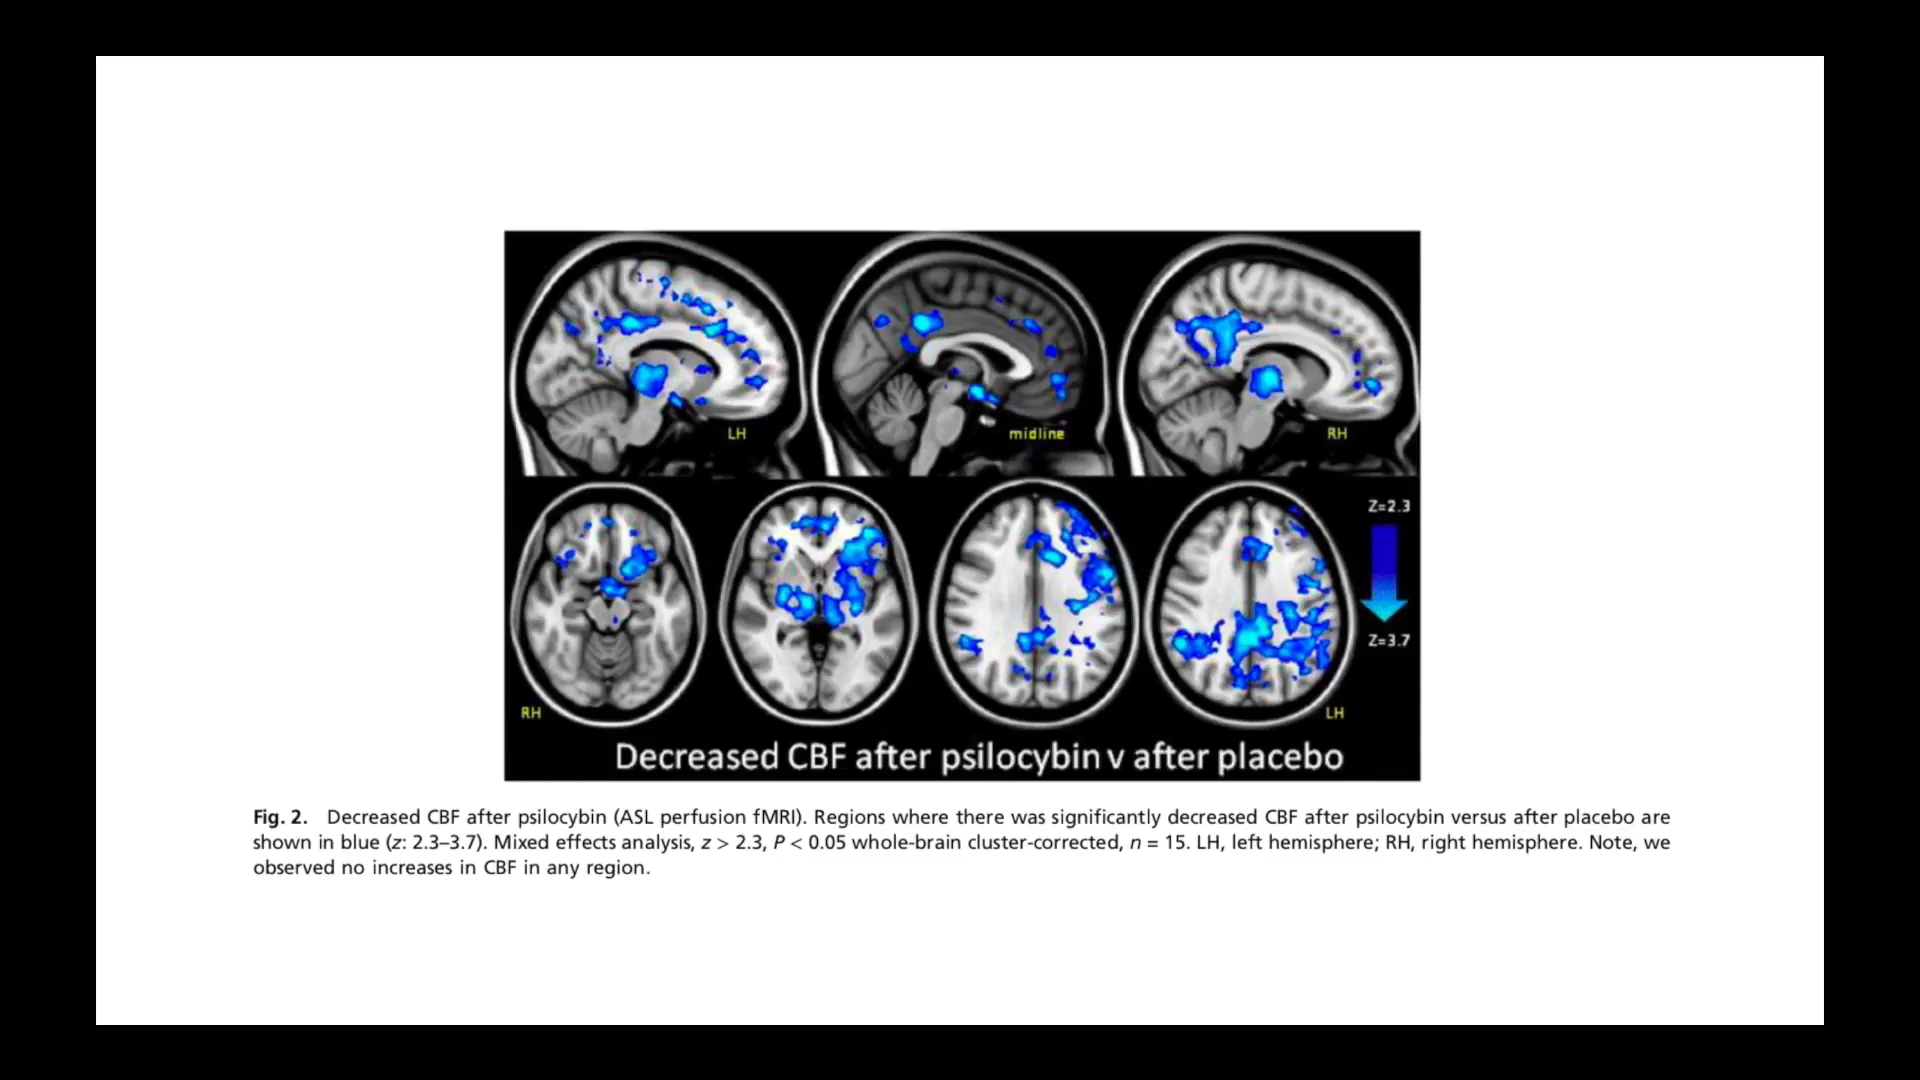 LH
midline
RH
Z=2.3
Z=3.7
RH
LH
Decreased CBF after psilocybin v after placebo
Fig. 2. Decreased CBF after psilocybin (ASL perfusion fMRI). Regions where there was significantly decreased CBF after psilocybin versus after placebo are
shown in blue (z: 2.3–3.7). Mixed effects analysis, z > 2.3, P < 0.05 whole-brain cluster-corrected, n = 15. LH, left hemisphere; RH, right hemisphere. Note, we
observed no increases in CBF in any region.